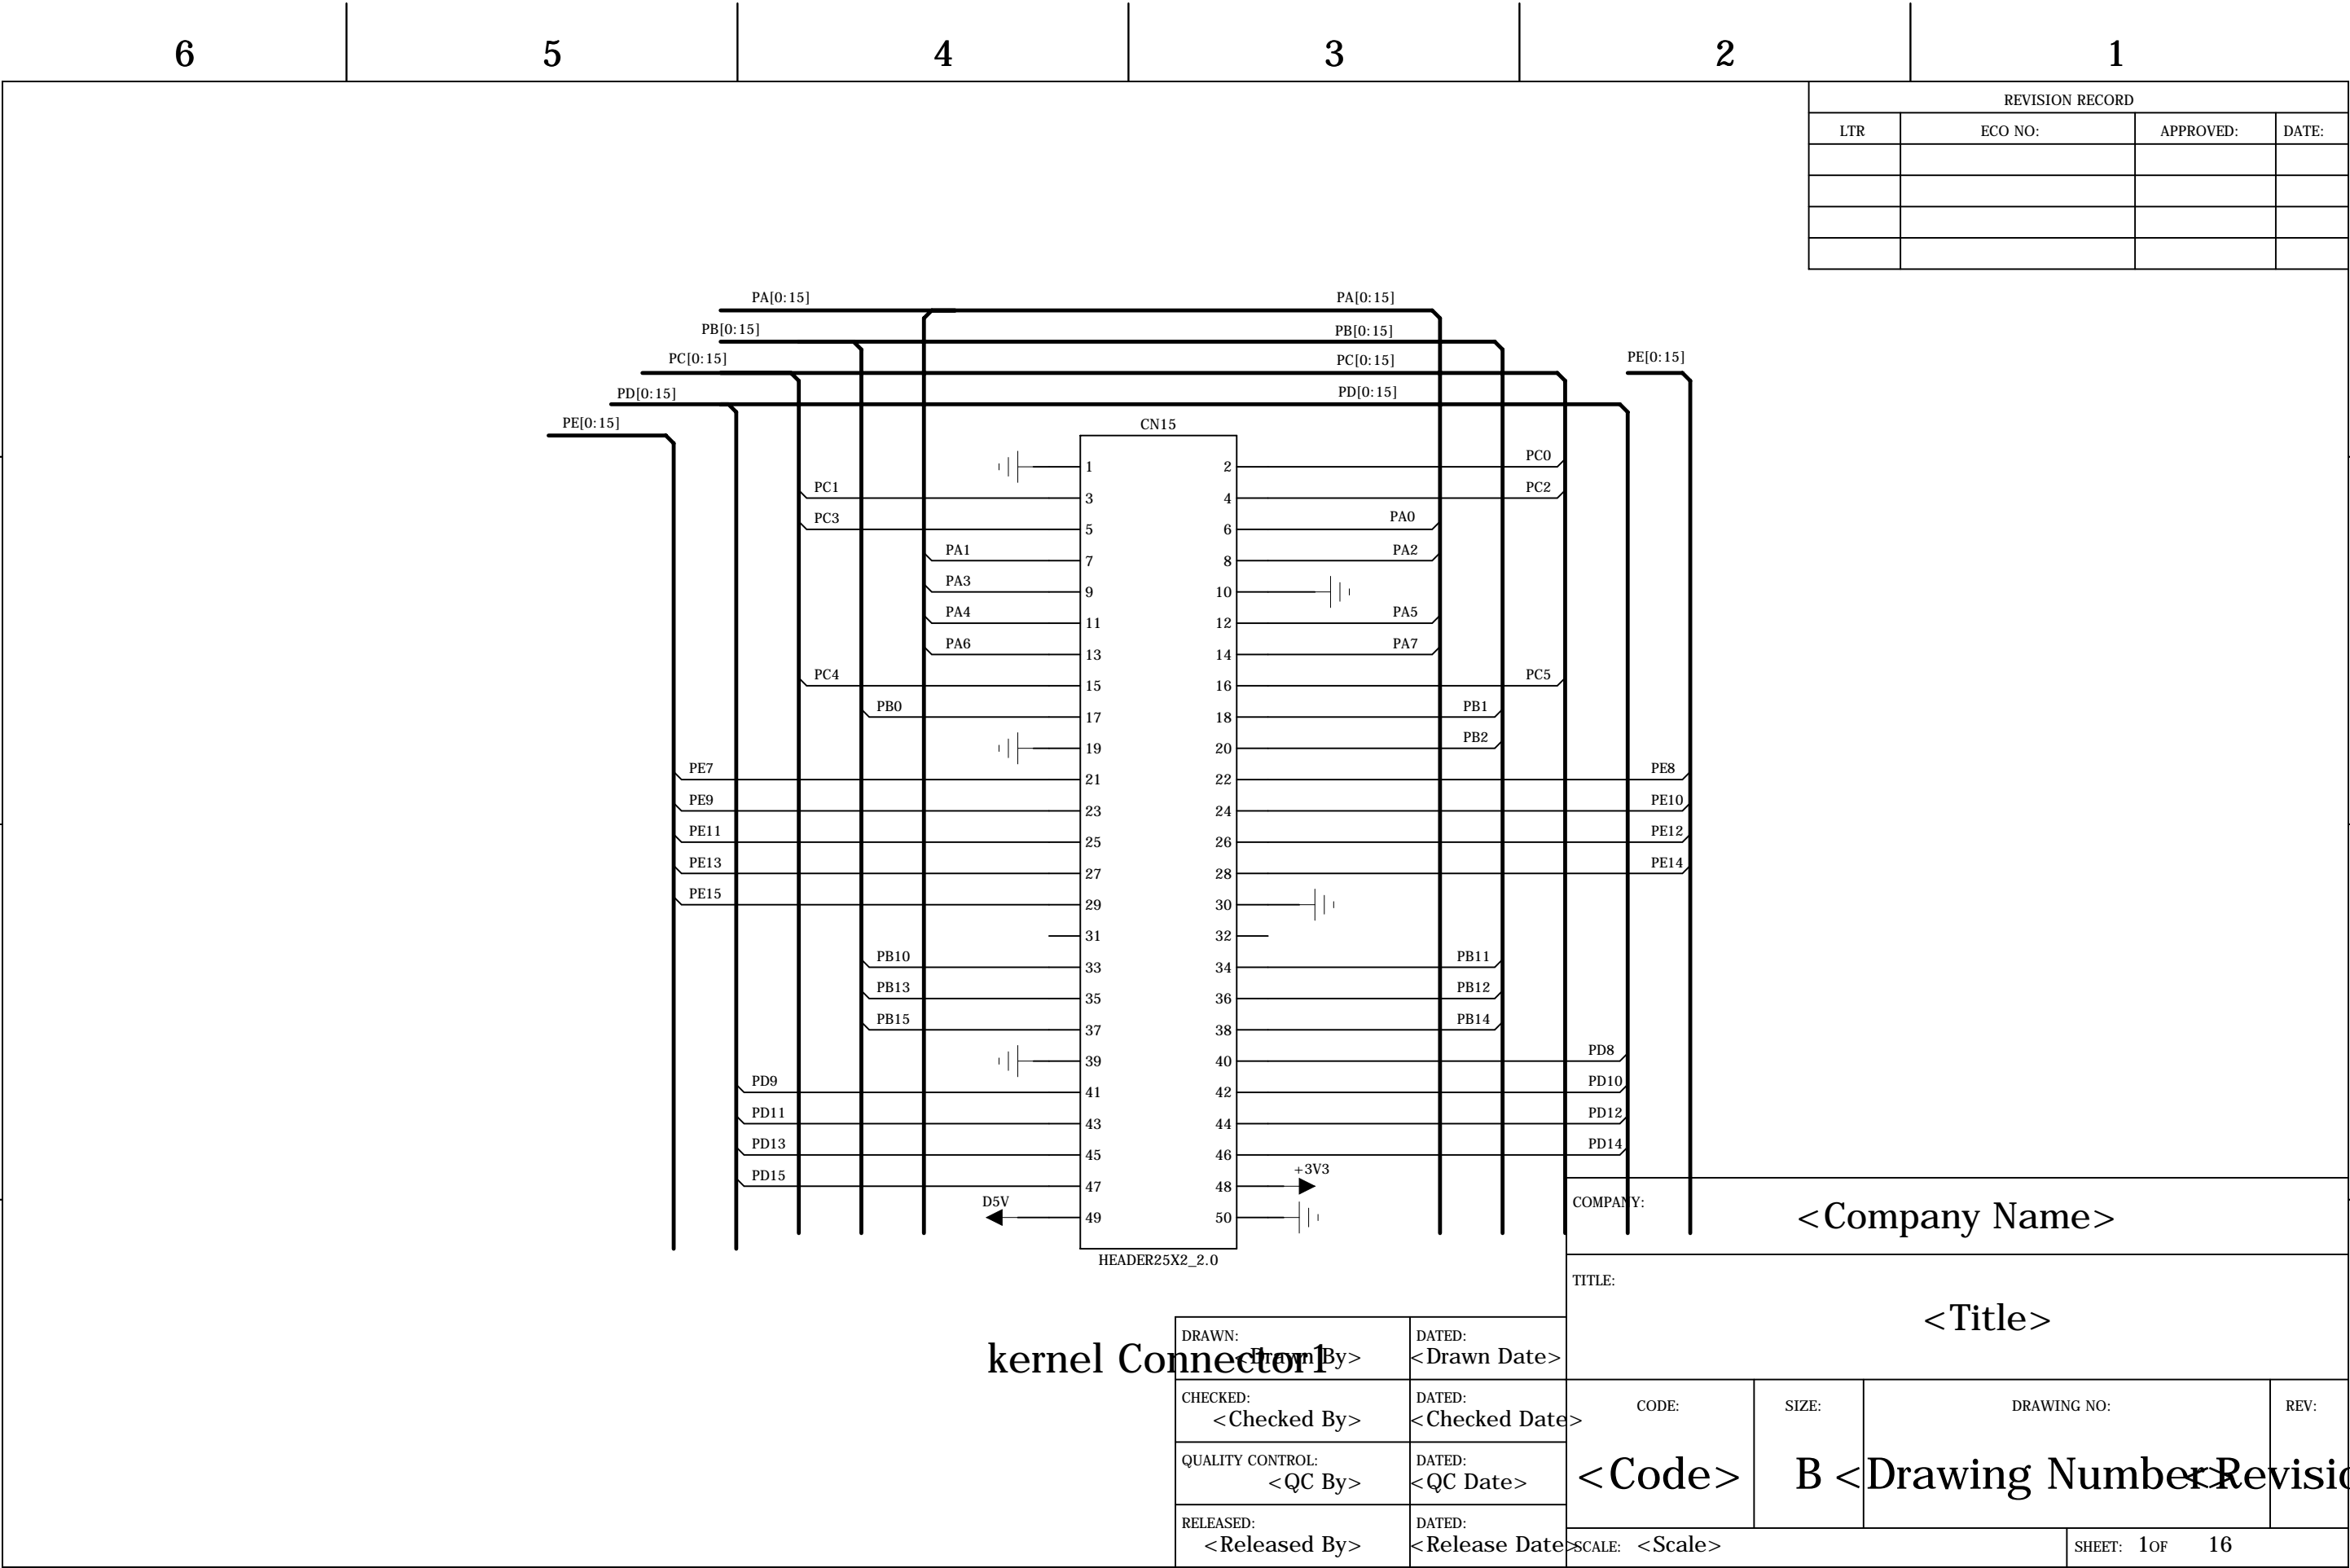 6 5 4 3 2 1
REVISION RECORD
LTR ECO NO: APPROVED: DATE:
PA[0:15] PA[0:15]
PB[0:15] PB[0:15]
PC[0:15] PC[0:15] PE[0:15]
PD[0:15] PD[0:15]
PE[0:15] CN15
1 2 PC0
PC1 3 4 PC2
PC3 5 6 PA0
PA1 7 8 PA2
PA3 9 10
PA4 11 12 PA5
PA6 13 14 PA7
PC4 15 16 PC5
PB0 17 18 PB1
19 20 PB2
PE7 21 22 PE8
PE9 23 24 PE10
PE11 25 26 PE12
PE13 27 28 PE14
PE15 29 30
31 32
PB10 33 34 PB11
PB13 35 36 PB12
PB15 37 38 PB14
39 40 PD8
PD9 41 42 PD10
PD11 43 44 PD12
PD13 45 46 PD14
PD15 47 48 +3V3
D5V 49 50
HEADER25X2_2.0
kernel Connector1
COMPANY:
<Company Name>
TITLE:
<Title>
DRAWN: DATED:
<Drawn By> <Drawn Date>
CHECKED: DATED:
<Checked By> <Checked Date>
QUALITY CONTROL: DATED:
<QC By> <QC Date>
RELEASED: DATED:
<Released By> <Release Date>
CODE: SIZE: DRAWING NO: REV:
<Code> B <Drawing Number> <Revisio
SCALE: <Scale> SHEET: 1 OF 16